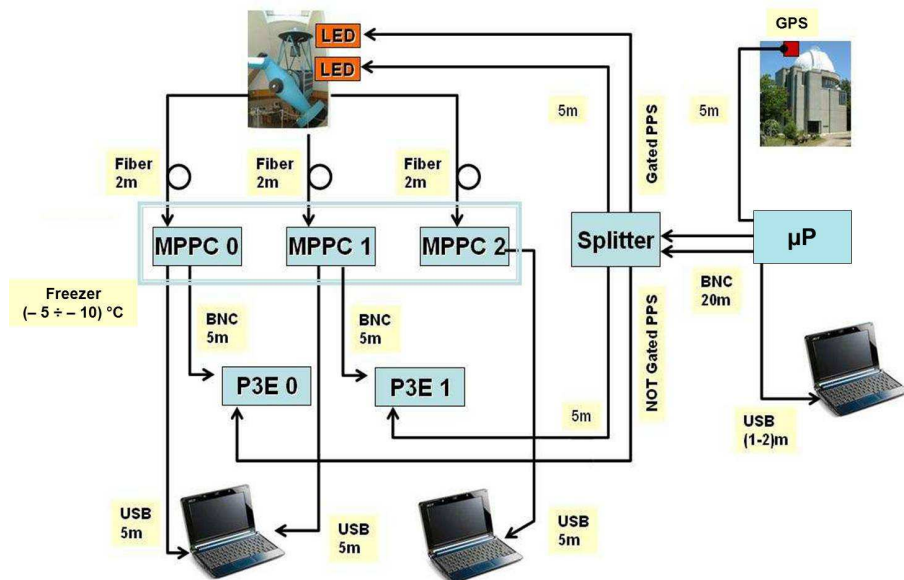 GPS
LED
LED
5m
Gated PPS
5m
Fiber
2m
Fiber
2m
Fiber
2m
MPPC 0
MPPC 1
MPPC 2
Splitter
µP
Freezer
(– 5 ÷ – 10) °C
BNC
20m
BNC
5m
BNC
5m
NOT Gated PPS
P3E 0
P3E 1
5m
USB
(1-2)m
USB
5m
USB
5m
USB
5m